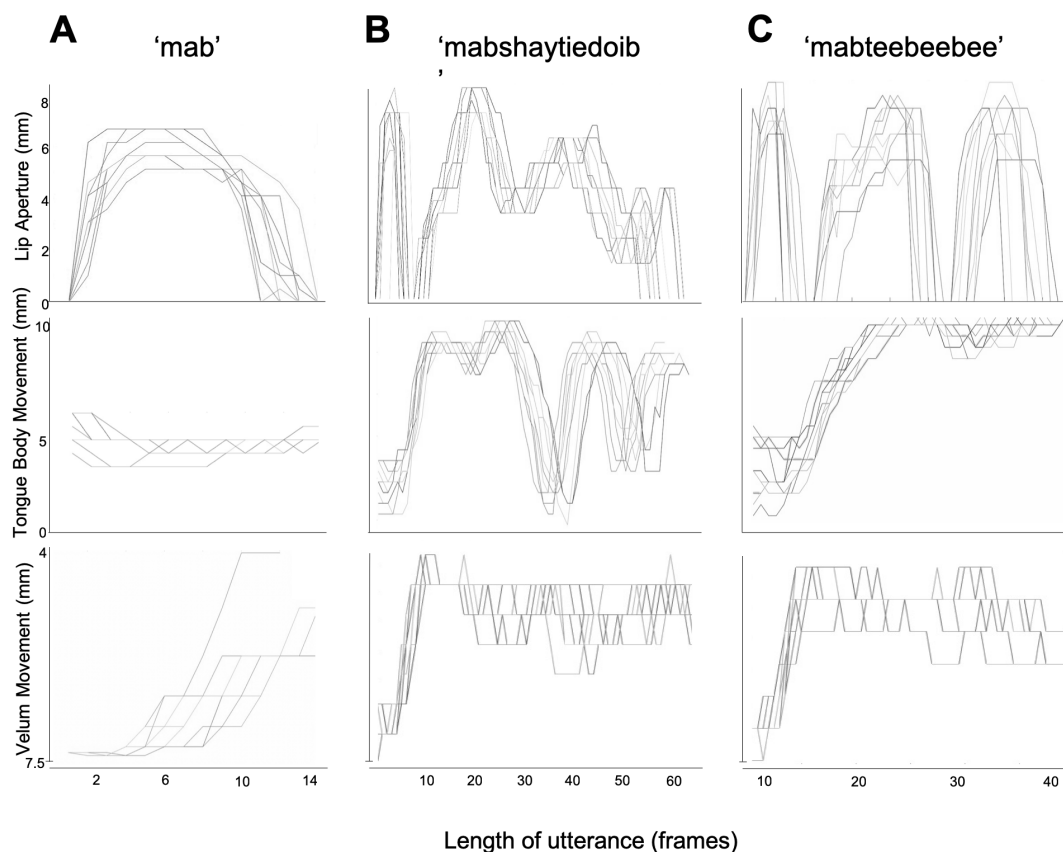 A
‘mab’
B
‘mabshaytiedoib
’
C
‘mabteebeebee’
Lip Aperture (mm)
8
6
4
2
0
Tongue Body Movement (mm)
10
5
0
Velum Movement (mm)
4
7.5
2 6 10 14
10 20 30 40 50 60
10 20 30 40
Length of utterance (frames)